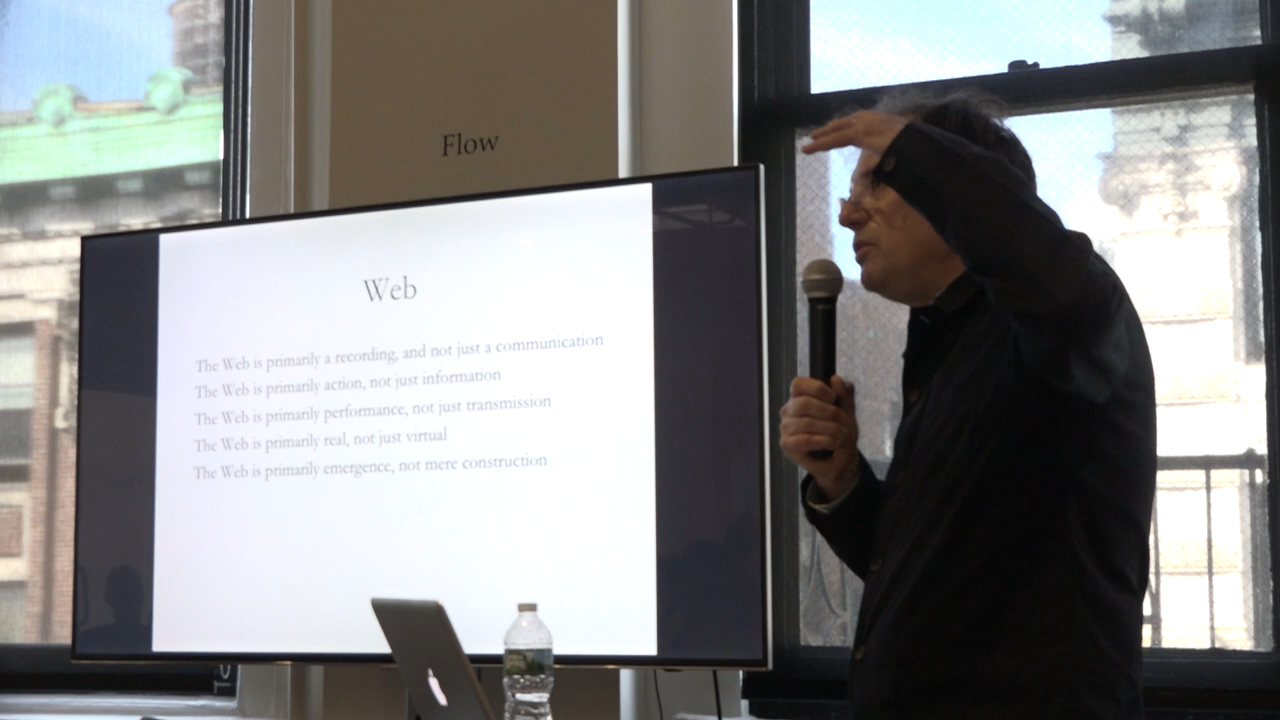 Flow
Web
The Web is primarily a recording, and not just a communication
The Web is primarily action, not just information
The Web is primarily performance, not just transmission
The Web is primarily real, not just virtual
The Web is primarily emergence, not mere construction